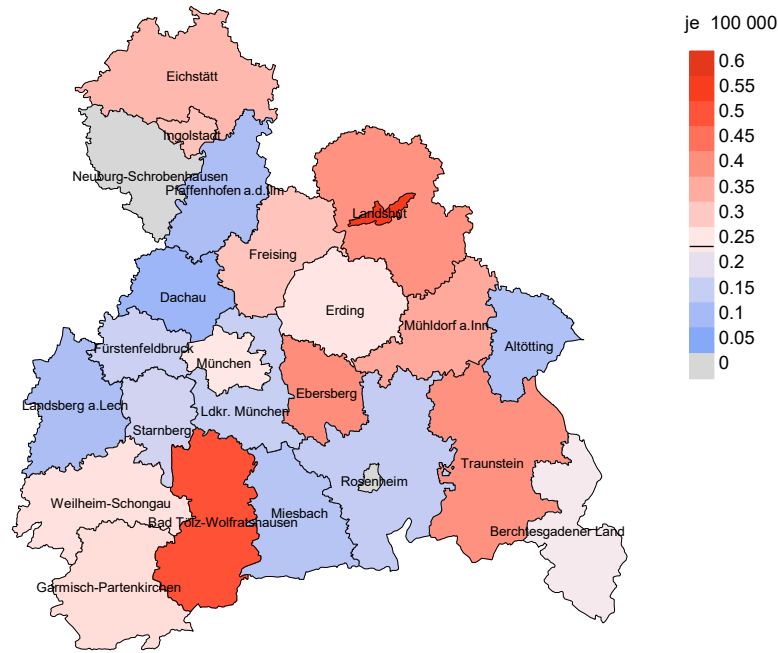 je 100 000
0.6
0.55
0.5
0.45
0.4
0.35
0.3
0.25
0.2
0.15
0.1
0.05
0
Eichstätt
Ingolstadt
Neuburg-Schrobenhausen
Pfaffenhofen a.d.Ilm
Landshut
Freising
Dachau
Erding
Mühldorf a.Inn
Altötting
Fürstenfeldbruck
München
Ebersberg
Landsberg a.Lech
Ldkr. München
Starnberg
Traunstein
Rosenheim
Weilheim-Schongau
Miesbach
Bad Tölz-Wolfratshausen
Berchtesgadener Land
Garmisch-Partenkirchen